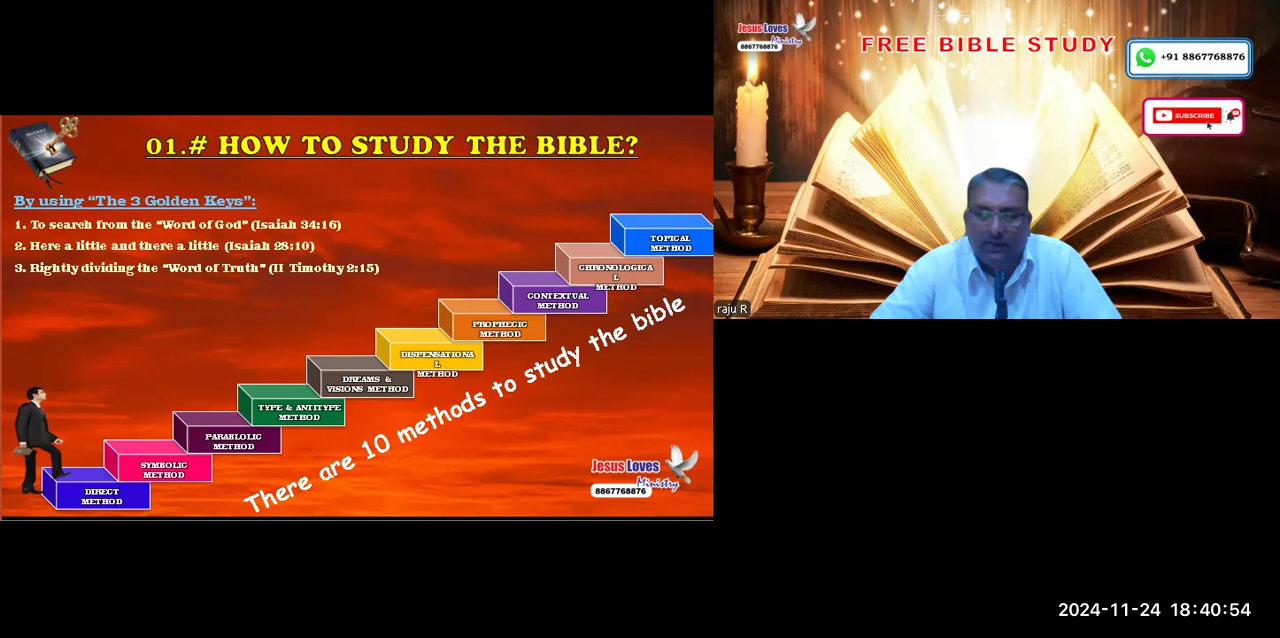 01.# HOW TO STUDY THE BIBLE?
By using “The 3 Golden Keys”:
1. To search from the “Word of God” (Isaiah 34:16)
2. Here a little and there a little (Isaiah 28:10)
3. Rightly dividing the “Word of Truth” (II Timothy 2:15)
TOPICAL
METHOD
CHRONOLOGICA
L
METHOD
CONTEXTUAL
METHOD
PROPHECIC
METHOD
DISPENSATIONA
L
METHOD
DREAMS &
VISIONS METHOD
TYPE & ANTITYPE
METHOD
PARABLOLIC
METHOD
SYMBOLIC
METHOD
DIRECT
METHOD
There are 10 methods to study the bible
Jesus Loves
Ministry
8867768876
Jesus Loves
Ministry
8867768876
FREE BIBLE STUDY
+91 8867768876
SUBSCRIBE
raju R
2024-11-24 18:40:54